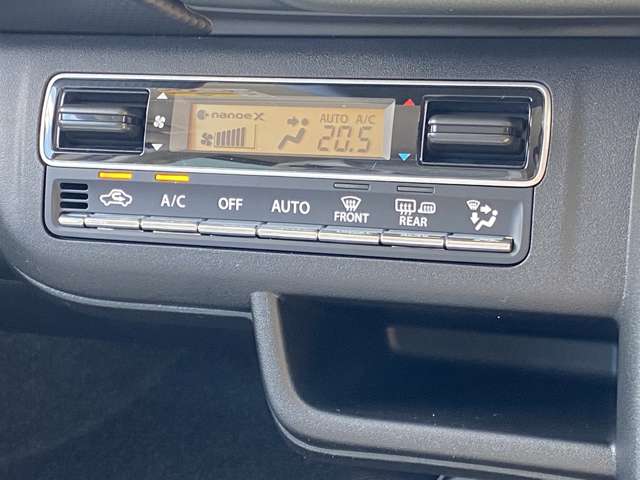 nanoeX
AUTO A/C
20.5
A/C
OFF
AUTO
FRONT
REAR